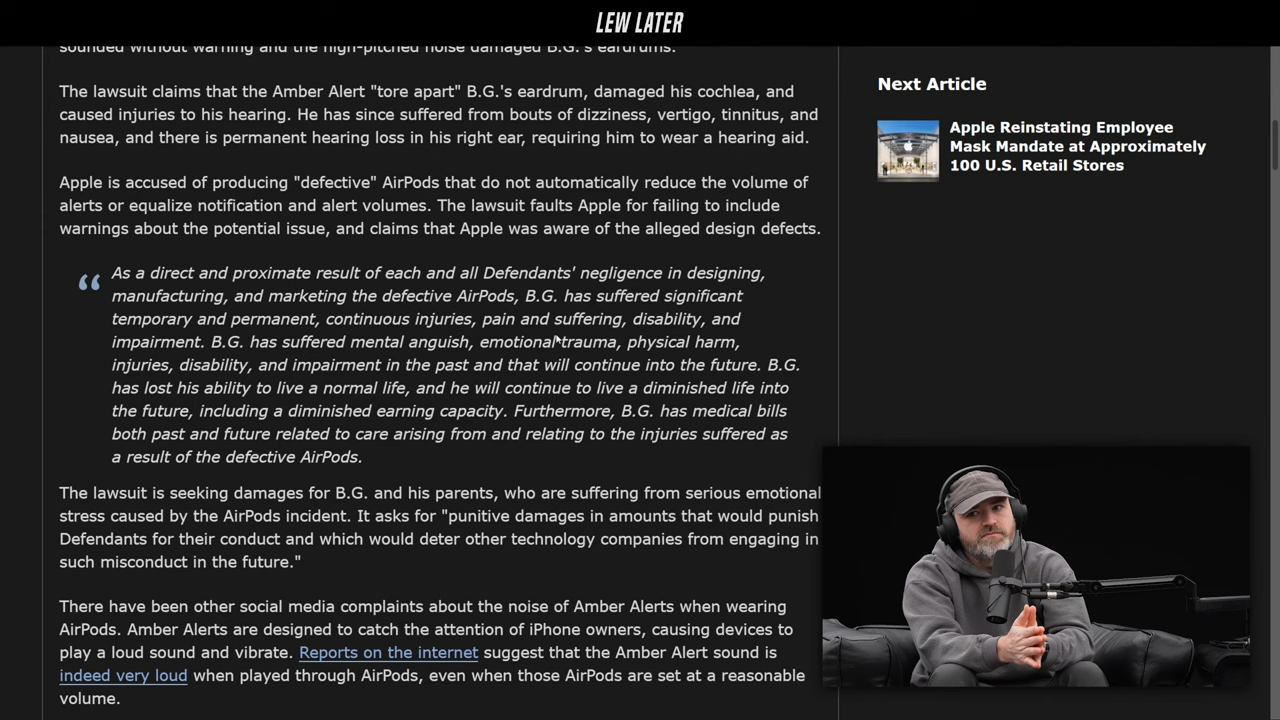 LEW LATER
sounded without warning and the high-pitched noise damaged B.G.'s eardrums.
The lawsuit claims that the Amber Alert "tore apart" B.G.'s eardrum, damaged his cochlea, and
caused injuries to his hearing. He has since suffered from bouts of dizziness, vertigo, tinnitus, and
nausea, and there is permanent hearing loss in his right ear, requiring him to wear a hearing aid.
Apple is accused of producing "defective" AirPods that do not automatically reduce the volume of
alerts or equalize notification and alert volumes. The lawsuit faults Apple for failing to include
warnings about the potential issue, and claims that Apple was aware of the alleged design defects.
“ As a direct and proximate result of each and all Defendants' negligence in designing,
manufacturing, and marketing the defective AirPods, B.G. has suffered significant
temporary and permanent, continuous injuries, pain and suffering, disability, and
impairment. B.G. has suffered mental anguish, emotional trauma, physical harm,
injuries, disability, and impairment in the past and that will continue into the future. B.G.
has lost his ability to live a normal life, and he will continue to live a diminished life into
the future, including a diminished earning capacity. Furthermore, B.G. has medical bills
both past and future related to care arising from and relating to the injuries suffered as
a result of the defective AirPods.
The lawsuit is seeking damages for B.G. and his parents, who are suffering from serious emotional
stress caused by the AirPods incident. It asks for "punitive damages in amounts that would punish
Defendants for their conduct and which would deter other technology companies from engaging in
such misconduct in the future."
There have been other social media complaints about the noise of Amber Alerts when wearing
AirPods. Amber Alerts are designed to catch the attention of iPhone owners, causing devices to
play a loud sound and vibrate. Reports on the internet suggest that the Amber Alert sound is
indeed very loud when played through AirPods, even when those AirPods are set at a reasonable
volume.
Next Article
Apple Reinstating Employee
Mask Mandate at Approximately
100 U.S. Retail Stores